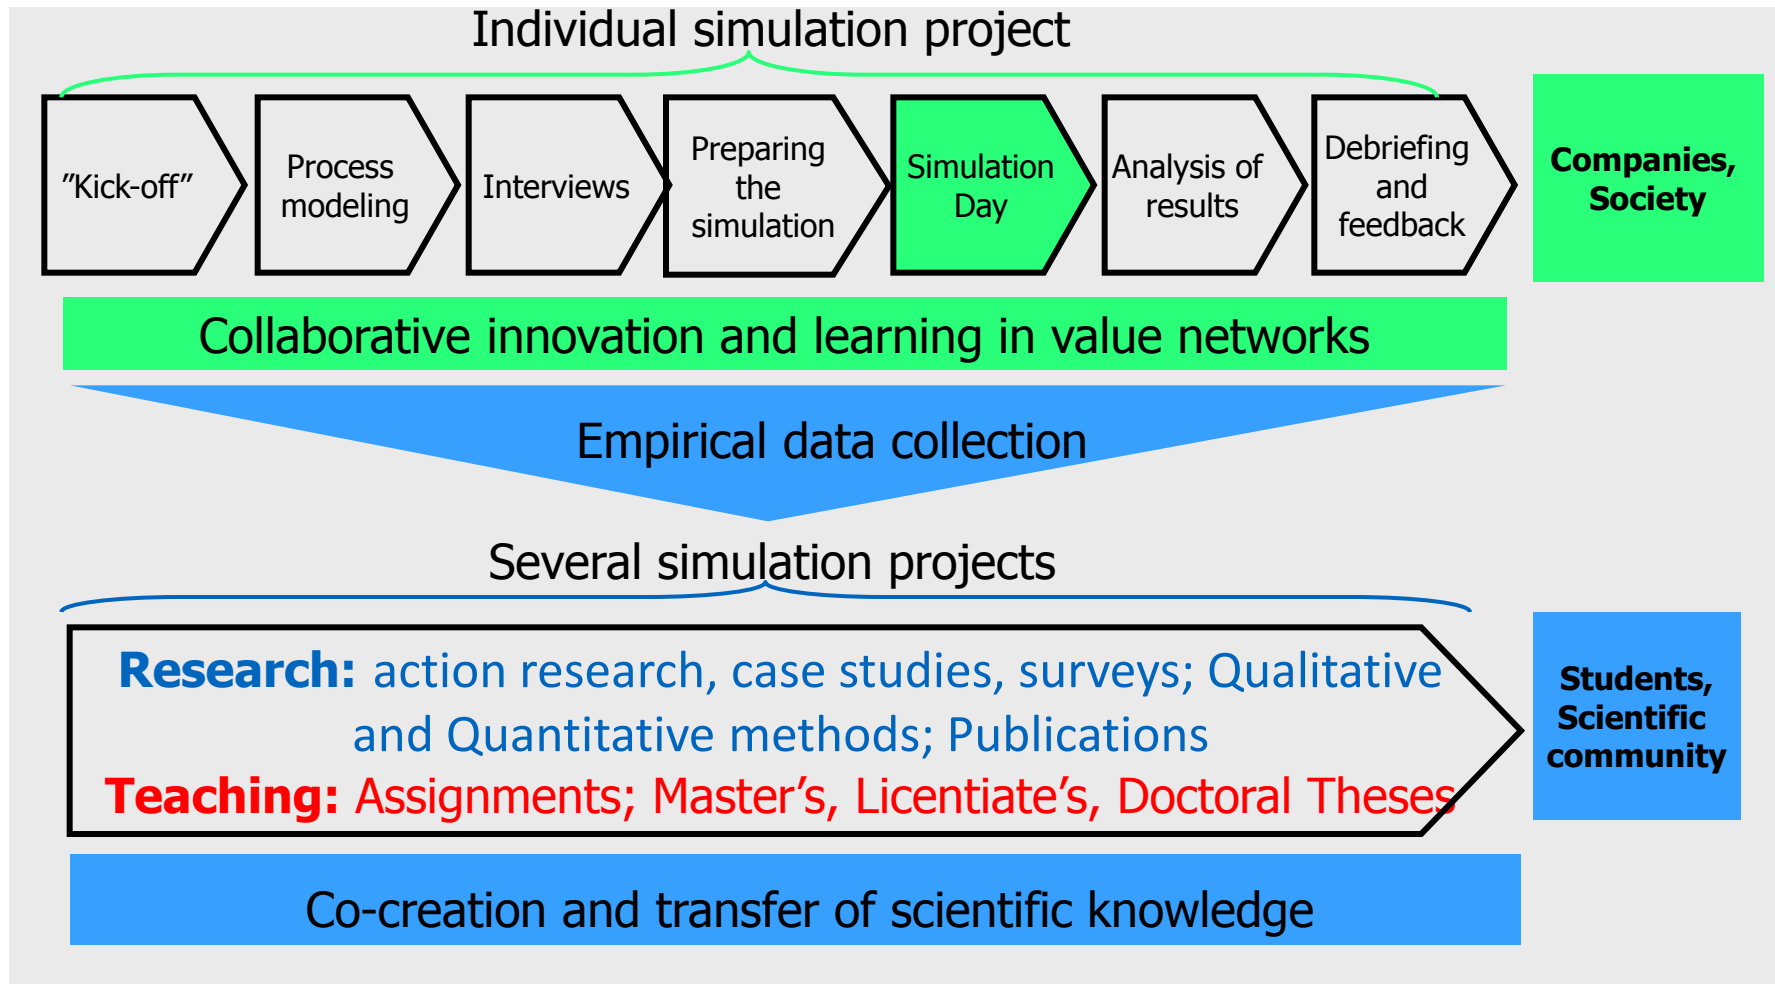 Individual simulation project
”Kick-off”
Process
modeling
Interviews
Preparing
the
simulation
Simulation
Day
Analysis of
results
Debriefing
and
feedback
Companies,
Society
Collaborative innovation and learning in value networks
Empirical data collection
Several simulation projects
Research: action research, case studies, surveys; Qualitative
and Quantitative methods; Publications
Teaching: Assignments; Master’s, Licentiate’s, Doctoral Theses
Students,
Scientific
community
Co-creation and transfer of scientific knowledge